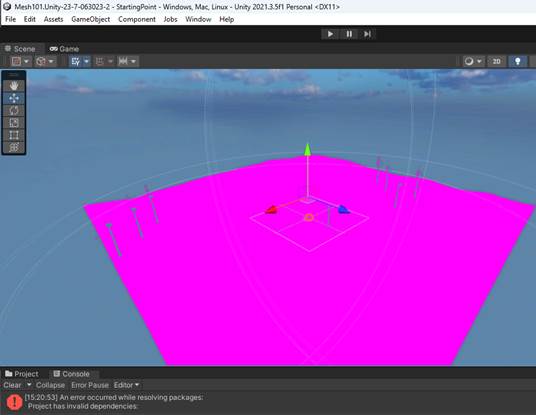 Mesh101.Unity-23-7-063023-2 - StartingPoint - Windows, Mac, Linux - Unity 2021.3.5f1 Personal <DX11>
File Edit Assets GameObject Component Jobs Window Help
Scene Game
2D
Project Console
Clear Collapse Error Pause Editor
[15:20:53] An error occurred while resolving packages:
Project has invalid dependencies: